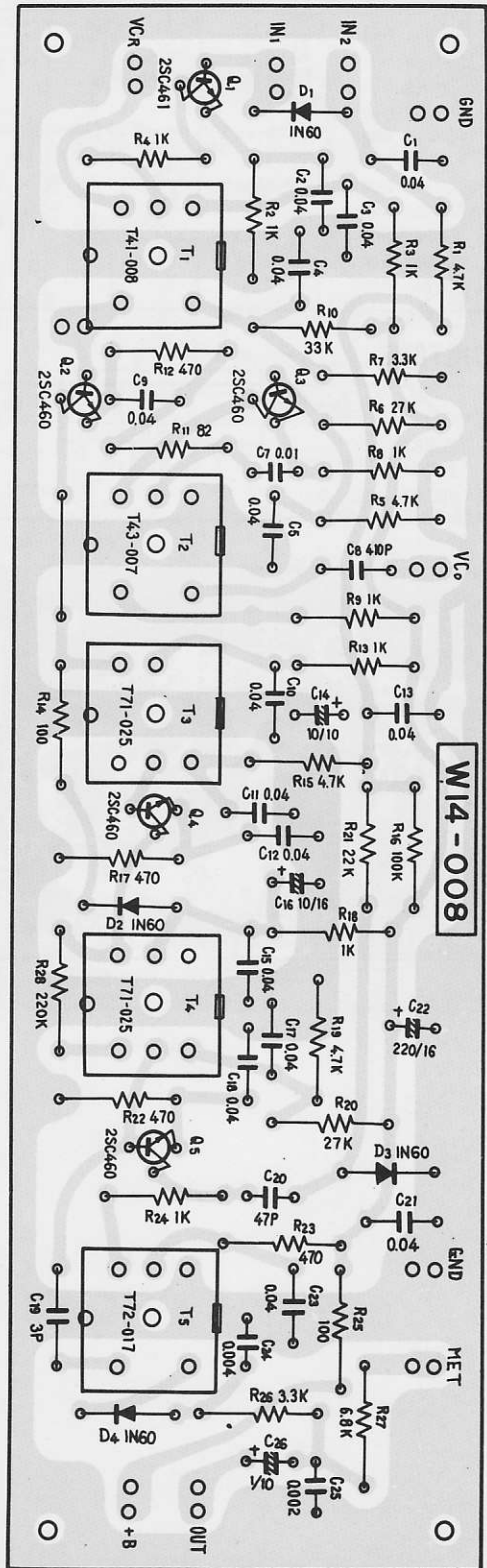 VCR
2SC461
Q1
IN1
IN2
GND
D1
IN60
R4 1K
T1
T41-008
R2 1K
C2 0.04
C3 0.04
C4
0.04
C1
0.04
R3 1K
R1 4.7K
R10
33K
R12 470
Q2
2SC460
C9
0.04
Q3
2SC460
R7 3.3K
R6 27K
R11 82
C7 0.01
R8 1K
T2
T43-007
C5
0.04
R5 4.7K
C8 410P
VCo
R9 1K
R14 100
T3
T71-025
C10
0.04
R13 1K
C14
+
10/10
C13
0.04
R15 4.7K
W14-008
Q4
2SC460
C11 0.04
C12 0.04
R21 22K
R16 100K
R17 470
+
C16 10/16
D2 IN60
R18
1K
R28 220K
T4
T71-025
C15
0.04
C17
0.04
C18 0.04
R19 4.7K
+
C22
220/16
R22 470
R20
27K
Q5
2SC460
D3 IN60
R24 1K
C20
47P
C21
0.04
R23
470
GND
C19 3P
T5
T72-017
C23
0.04
C24
0.004
R25
100
MET
D4 IN60
R26 3.3K
R27
6.8K
+
C26
1/10
C25
0.002
+B
OUT